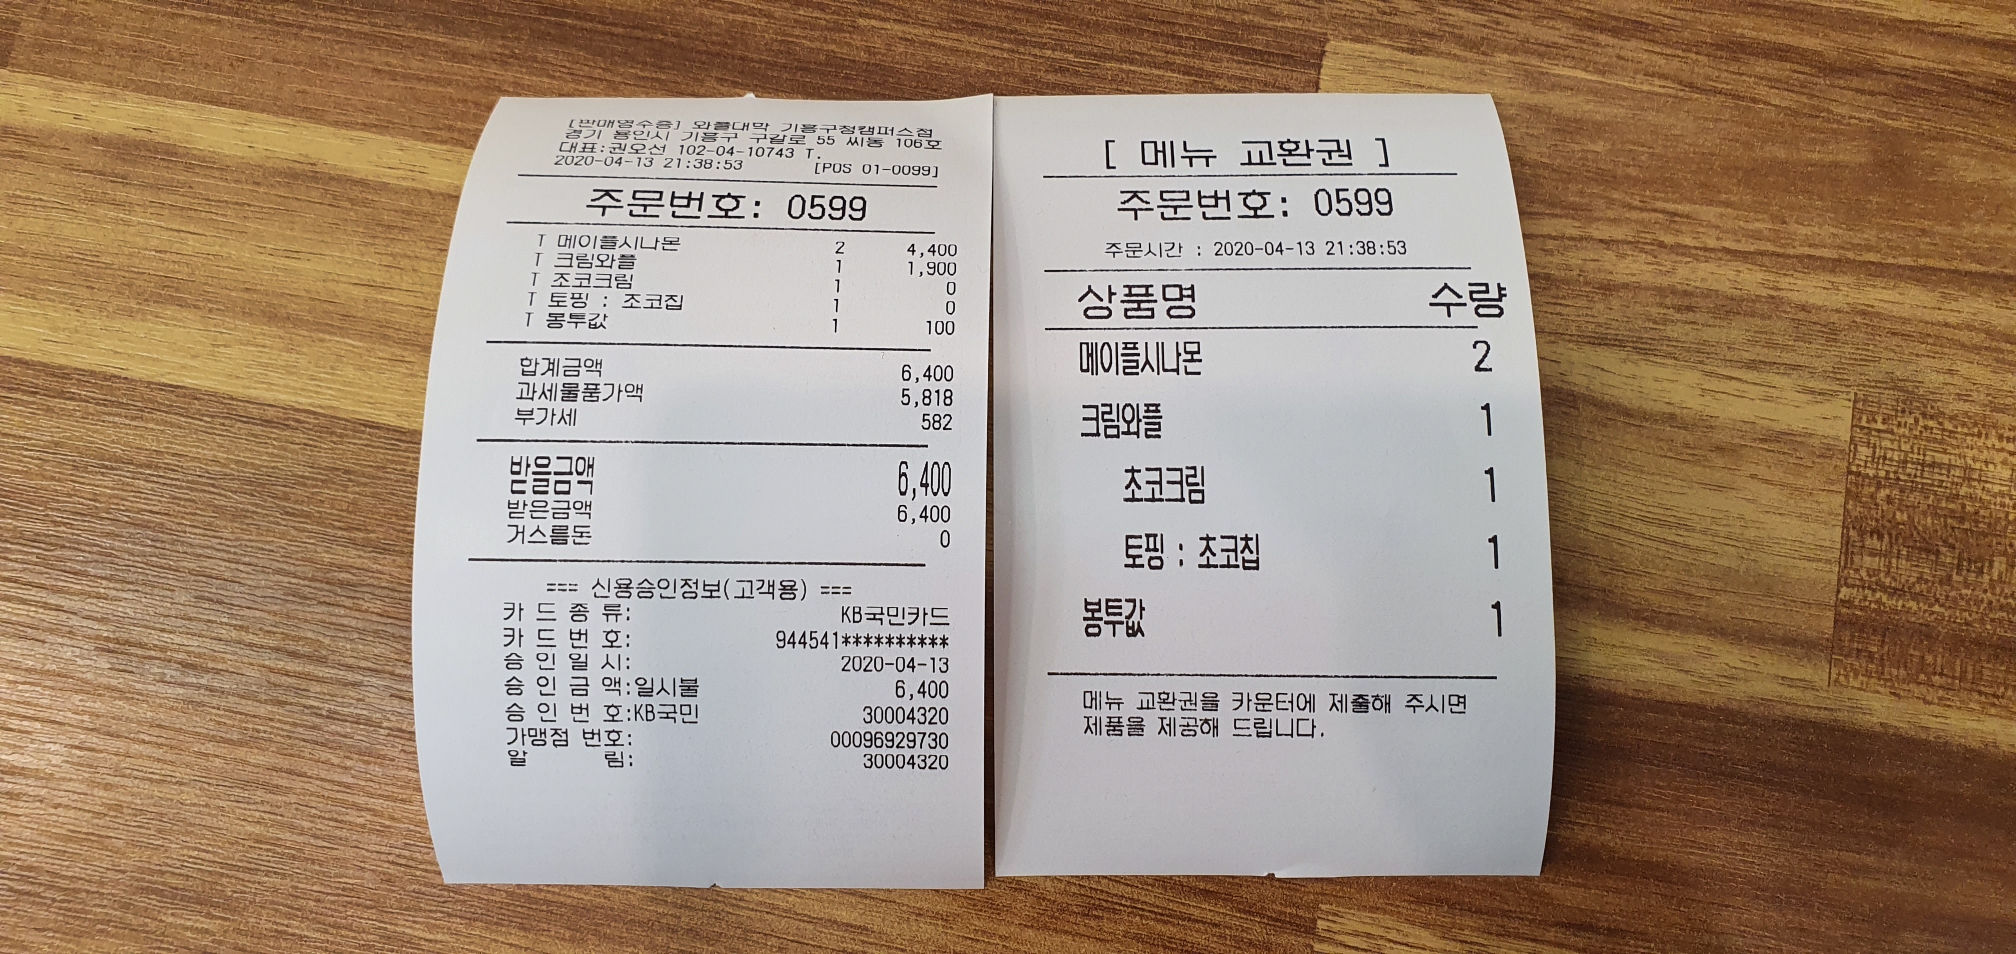 [판매영수증] 와플대학 기흥구청캠퍼스점
경기 용인시 기흥구 구갈로 55 씨동 106호
대표:권오선 102-04-10743 T.
2020-04-13 21:38:53 [POS 01-0099]
주문번호: 0599
T 메이플시나몬 2 4,400
T 크림와플 1 1,900
T 초코크림 1 0
T 토핑 : 초코칩 1 0
T 봉투값 1 100
합계금액 6,400
과세물품가액 5,818
부가세 582
받을금액 6,400
받은금액 6,400
거스름돈 0
=== 신용승인정보(고객용) ===
카 드 종 류: KB국민카드
카 드 번 호: 944541**********
승 인 일 시: 2020-04-13
승 인 금 액:일시불 6,400
승 인 번 호:KB국민 30004320
가맹점 번호: 00096929730
알 림: 30004320
[ 메뉴 교환권 ]
주문번호: 0599
주문시간 : 2020-04-13 21:38:53
상품명 수량
메이플시나몬 2
크림와플 1
초코크림 1
토핑 : 초코칩 1
봉투값 1
메뉴 교환권을 카운터에 제출해 주시면
제품을 제공해 드립니다.